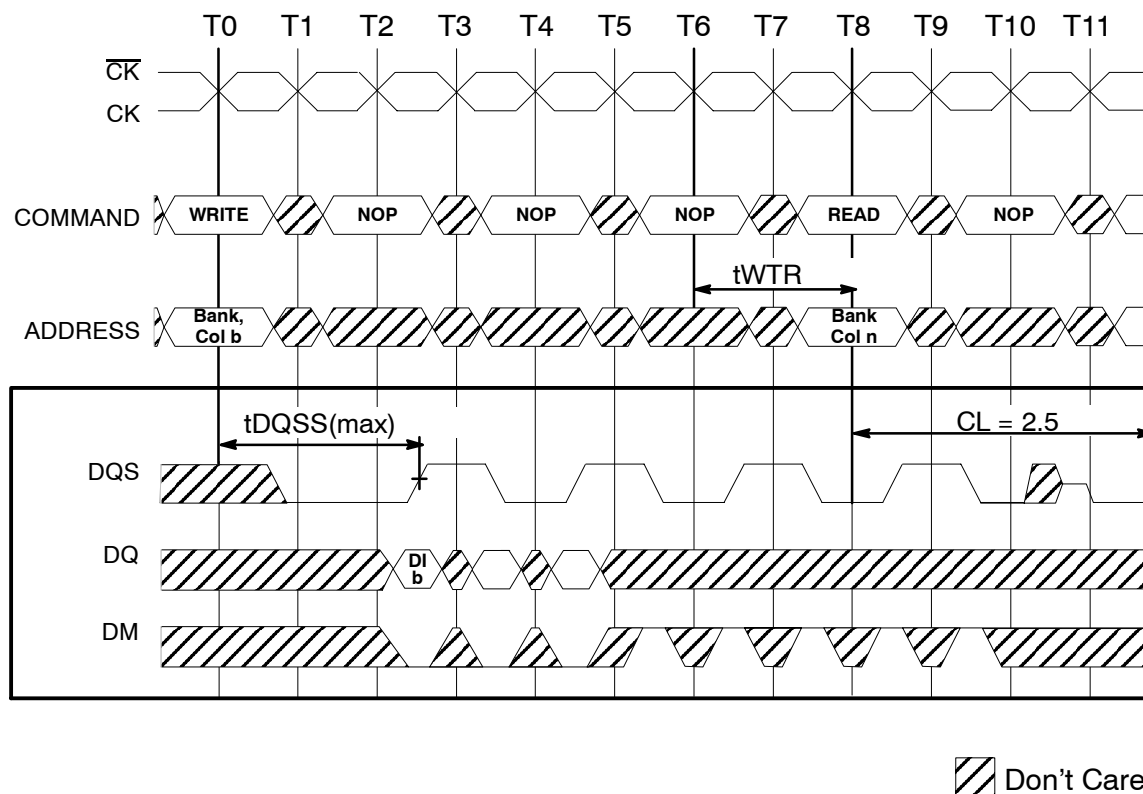 T0 T1 T2 T3 T4 T5 T6 T7 T8 T9 T10 T11
CK
CK
COMMAND WRITE NOP NOP NOP READ NOP
tWTR
ADDRESS Bank, Bank
Col b Col n
tDQSS(max) CL = 2.5
DQS
DQ DI
b
DM
Don't Care